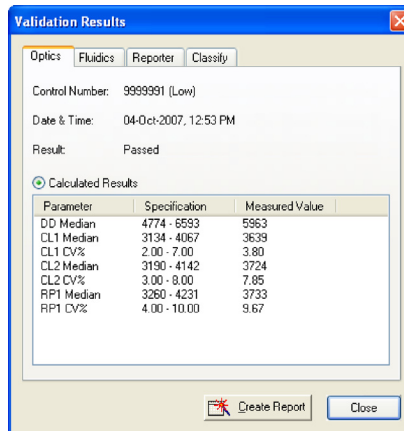 Validation Results
Optics Fluidics Reporter Classify
Control Number: 9999991 (Low)
Date & Time: 04-Oct-2007, 12:53 PM
Result: Passed
Calculated Results
Parameter Specification Measured Value
DD Median 4774 - 6593 5963
CL1 Median 3134 - 4067 3639
CL1 CV% 2.00 - 7.00 3.80
CL2 Median 3190 - 4142 3724
CL2 CV% 3.00 - 8.00 7.85
RP1 Median 3260 - 4231 3733
RP1 CV% 4.00 - 10.00 9.67
Create Report Close